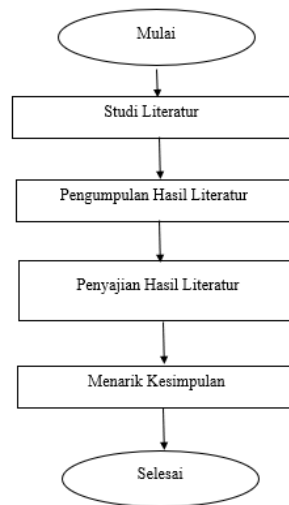 Mulai
Studi Literatur
Pengumpulan Hasil Literatur
Penyajian Hasil Literatur
Menarik Kesimpulan
Selesai